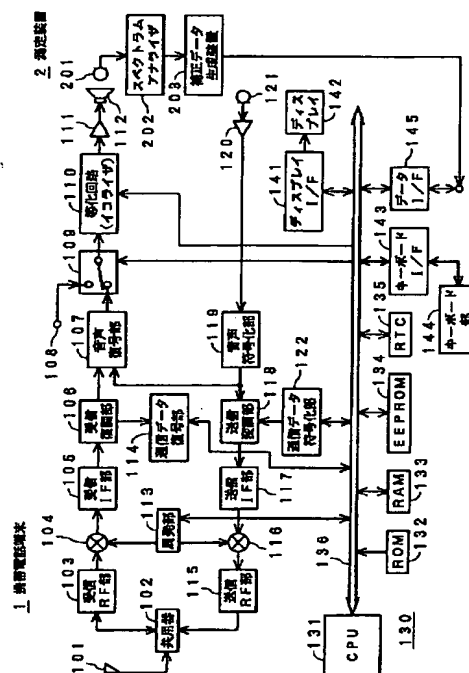 1 携帯電話端末
2 測定装置
101
102
共用器
103
受信
RF部
104
105
受信
IF部
106
受信
復調部
107
音声
復号部
108
109
110
等化回路
(イコライザ)
111
112
201
202
スペクトラム
アナライザ
203
補正データ
生成装置
113
局発部
114
通信データ
復号部
115
送信
RF部
116
117
送信
IF部
118
送信
変調部
119
音声
符号化部
120
121
122
通信データ
符号化部
130
131
CPU
132
ROM
133
RAM
134
EEPROM
135
RTC
136
141
ディスプレイ
I/F
142
ディス
プレイ
143
キーボード
I/F
144
キーボード
部
145
データ
I/F